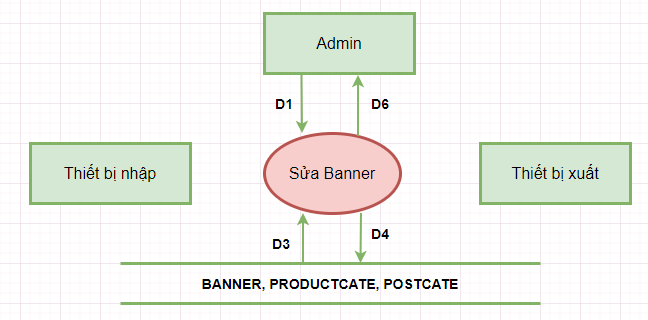 Admin
D1
D6
Thiết bị nhập
Sửa Banner
Thiết bị xuất
D3
D4
BANNER, PRODUCTCATE, POSTCATE